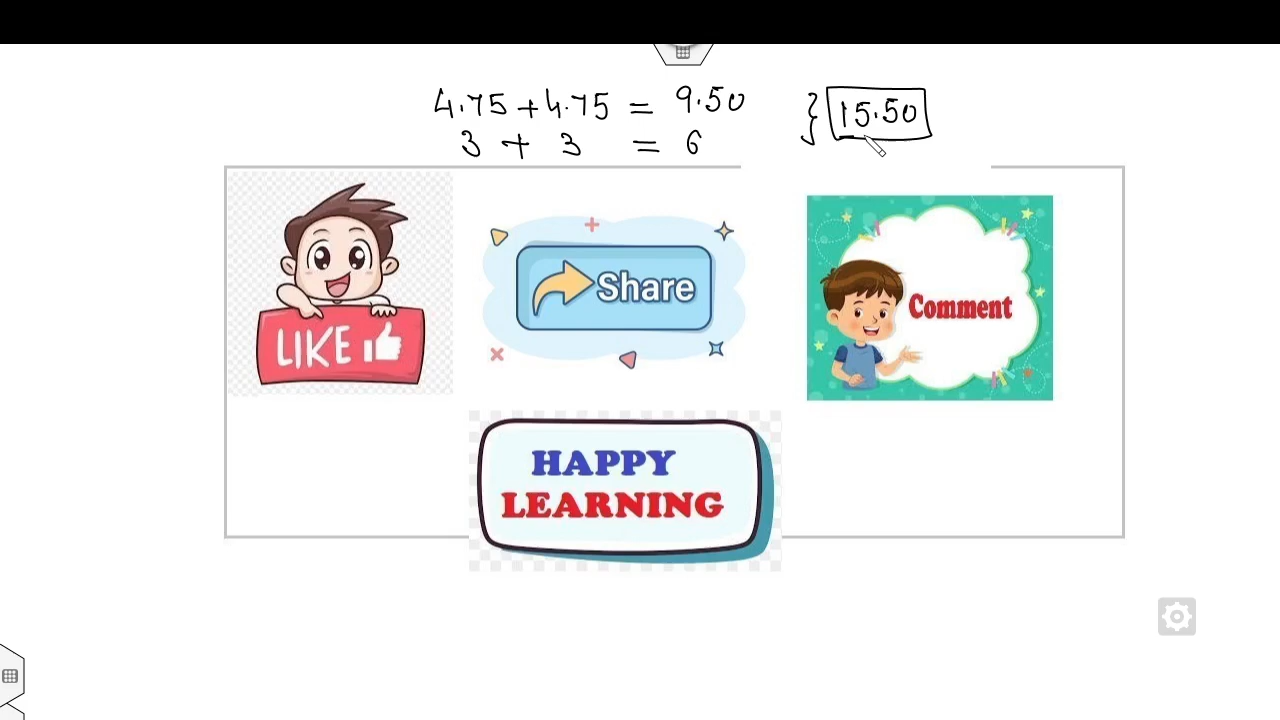 4.75 + 4.75 = 9.50 } 15.50
3 + 3 = 6
LIKE
Share
Comment
HAPPY
LEARNING